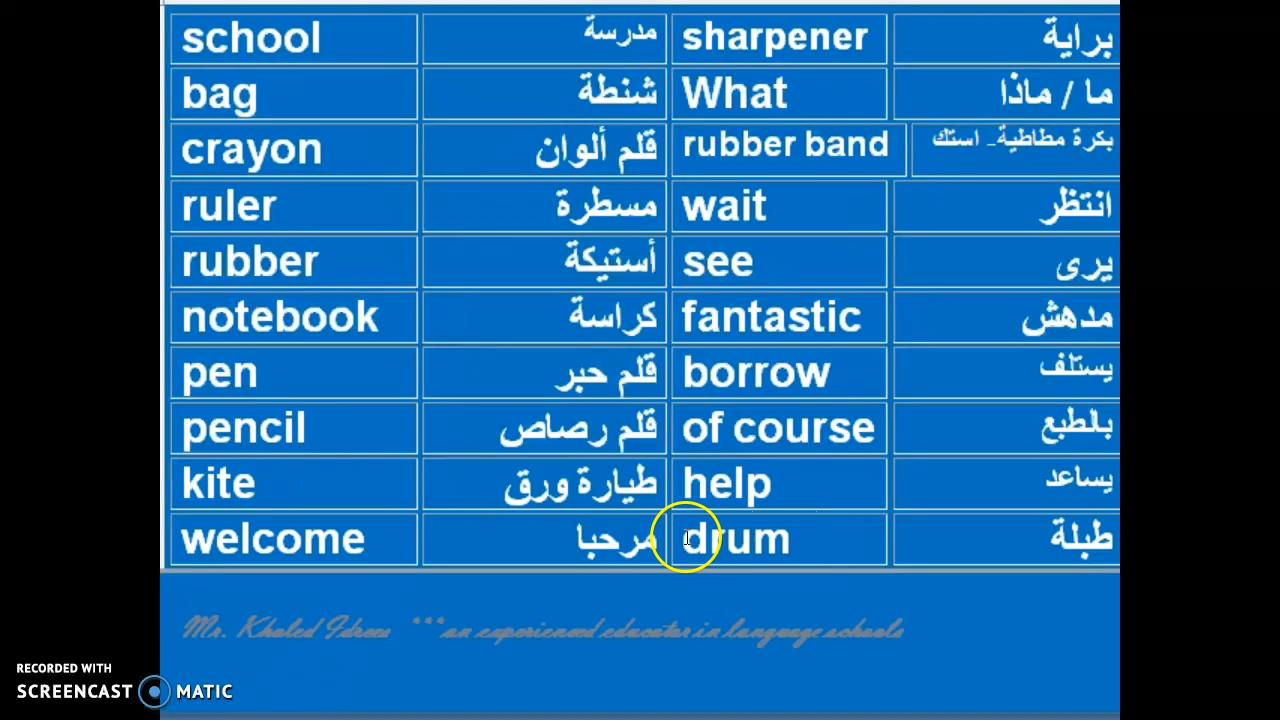 school مدرسة sharpener براية
bag شنطة What ما / ماذا
crayon قلم ألوان rubber band بكرة مطاطية- استك
ruler مسطرة wait انتظر
rubber أستيكة see يرى
notebook كراسة fantastic مدهش
pen قلم حبر borrow يستلف
pencil قلم رصاص of course بالطبع
kite طيارة ورق help يساعد
welcome مرحبا drum طبلة
Mr. Khaled Idrees ***an experienced educator in language schools
RECORDED WITH
SCREENCAST MATIC